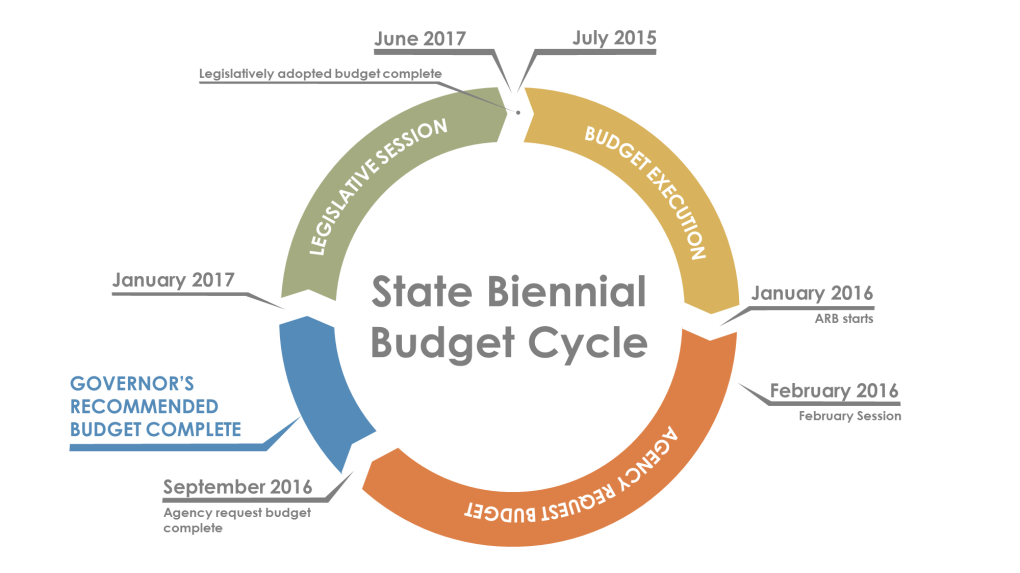 June 2017
July 2015
Legislatively adopted budget complete
LEGISLATIVE SESSION
BUDGET EXECUTION
January 2017
State Biennial
Budget Cycle
January 2016
ARB starts
GOVERNOR'S
RECOMMENDED
BUDGET COMPLETE
February 2016
February Session
AGENCY REQUEST BUDGET
September 2016
Agency request budget
complete